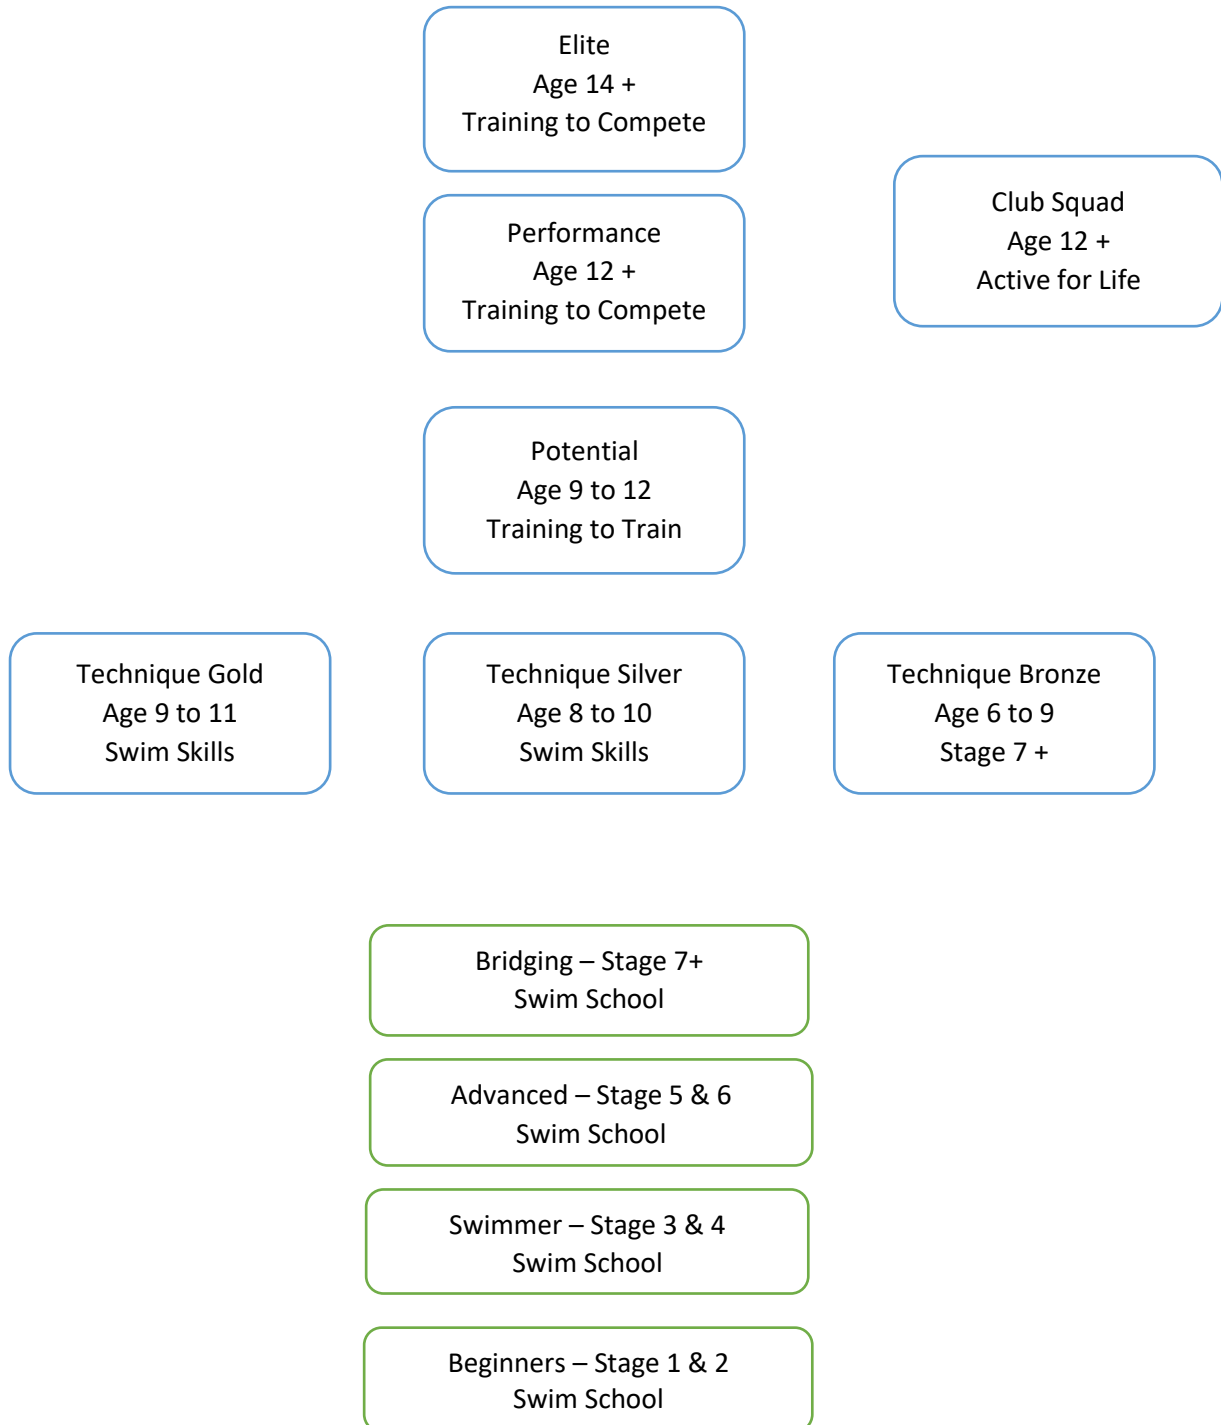 Elite
Age 14 +
Training to Compete
Performance
Age 12 +
Training to Compete
Club Squad
Age 12 +
Active for Life
Potential
Age 9 to 12
Training to Train
Technique Gold
Age 9 to 11
Swim Skills
Technique Silver
Age 8 to 10
Swim Skills
Technique Bronze
Age 6 to 9
Stage 7 +
Bridging – Stage 7+
Swim School
Advanced – Stage 5 & 6
Swim School
Swimmer – Stage 3 & 4
Swim School
Beginners – Stage 1 & 2
Swim School